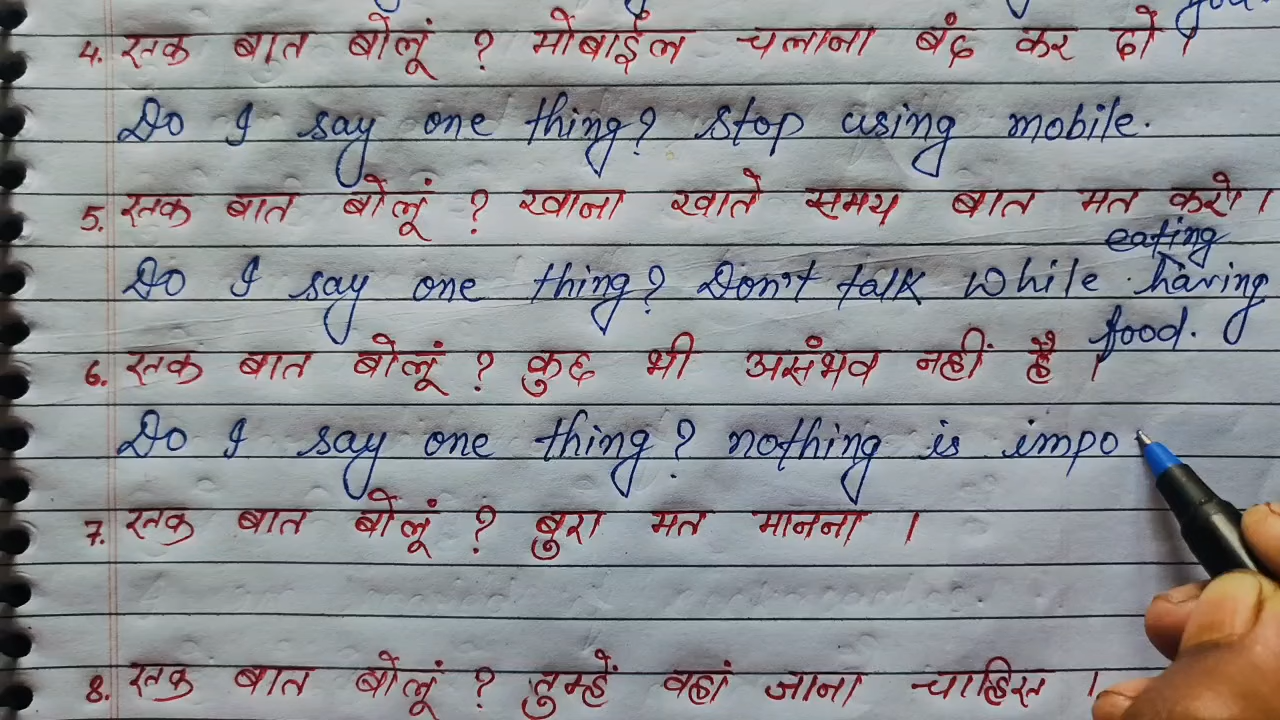 4. एक बात बोलूं ? मोबाईल चलाना बंद कर दो ।
Do I say one thing? Stop using mobile.
5. एक बात बोलूं ? खाना खाते समय बात मत करो ।
eating
Do I say one thing? Don't talk while having
food.
6. एक बात बोलूं ? कुछ भी असंभव नहीं है ।
Do I say one thing? nothing is impo
7. एक बात बोलूं ? बुरा मत मानना ।
8. एक बात बोलूं ? तुम्हें वहां जाना चाहिए ।